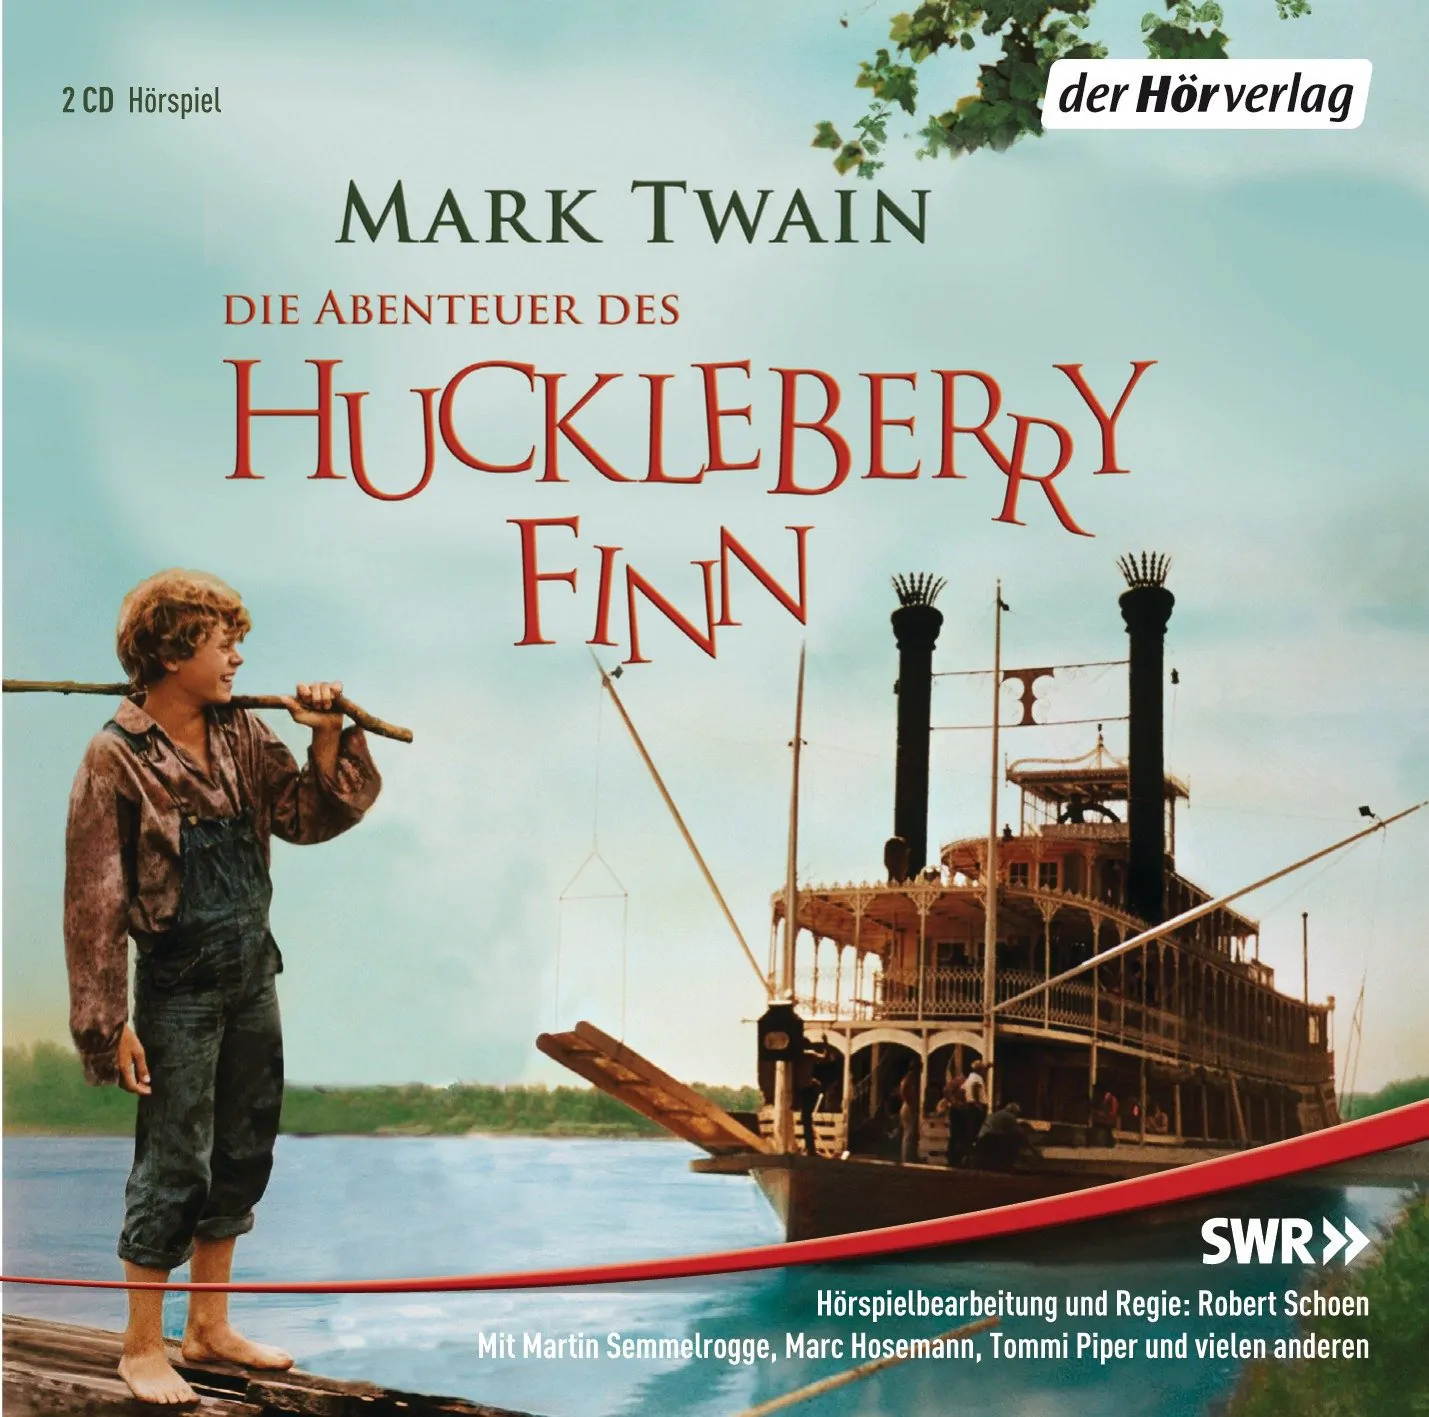 2 CD Hörspiel
der Hörverlag
MARK TWAIN
DIE ABENTEUER DES
HUCKLEBERRY
FINN
SWR
Hörspielbearbeitung und Regie: Robert Schoen
Mit Martin Semmelrogge, Marc Hosemann, Tommi Piper und vielen anderen